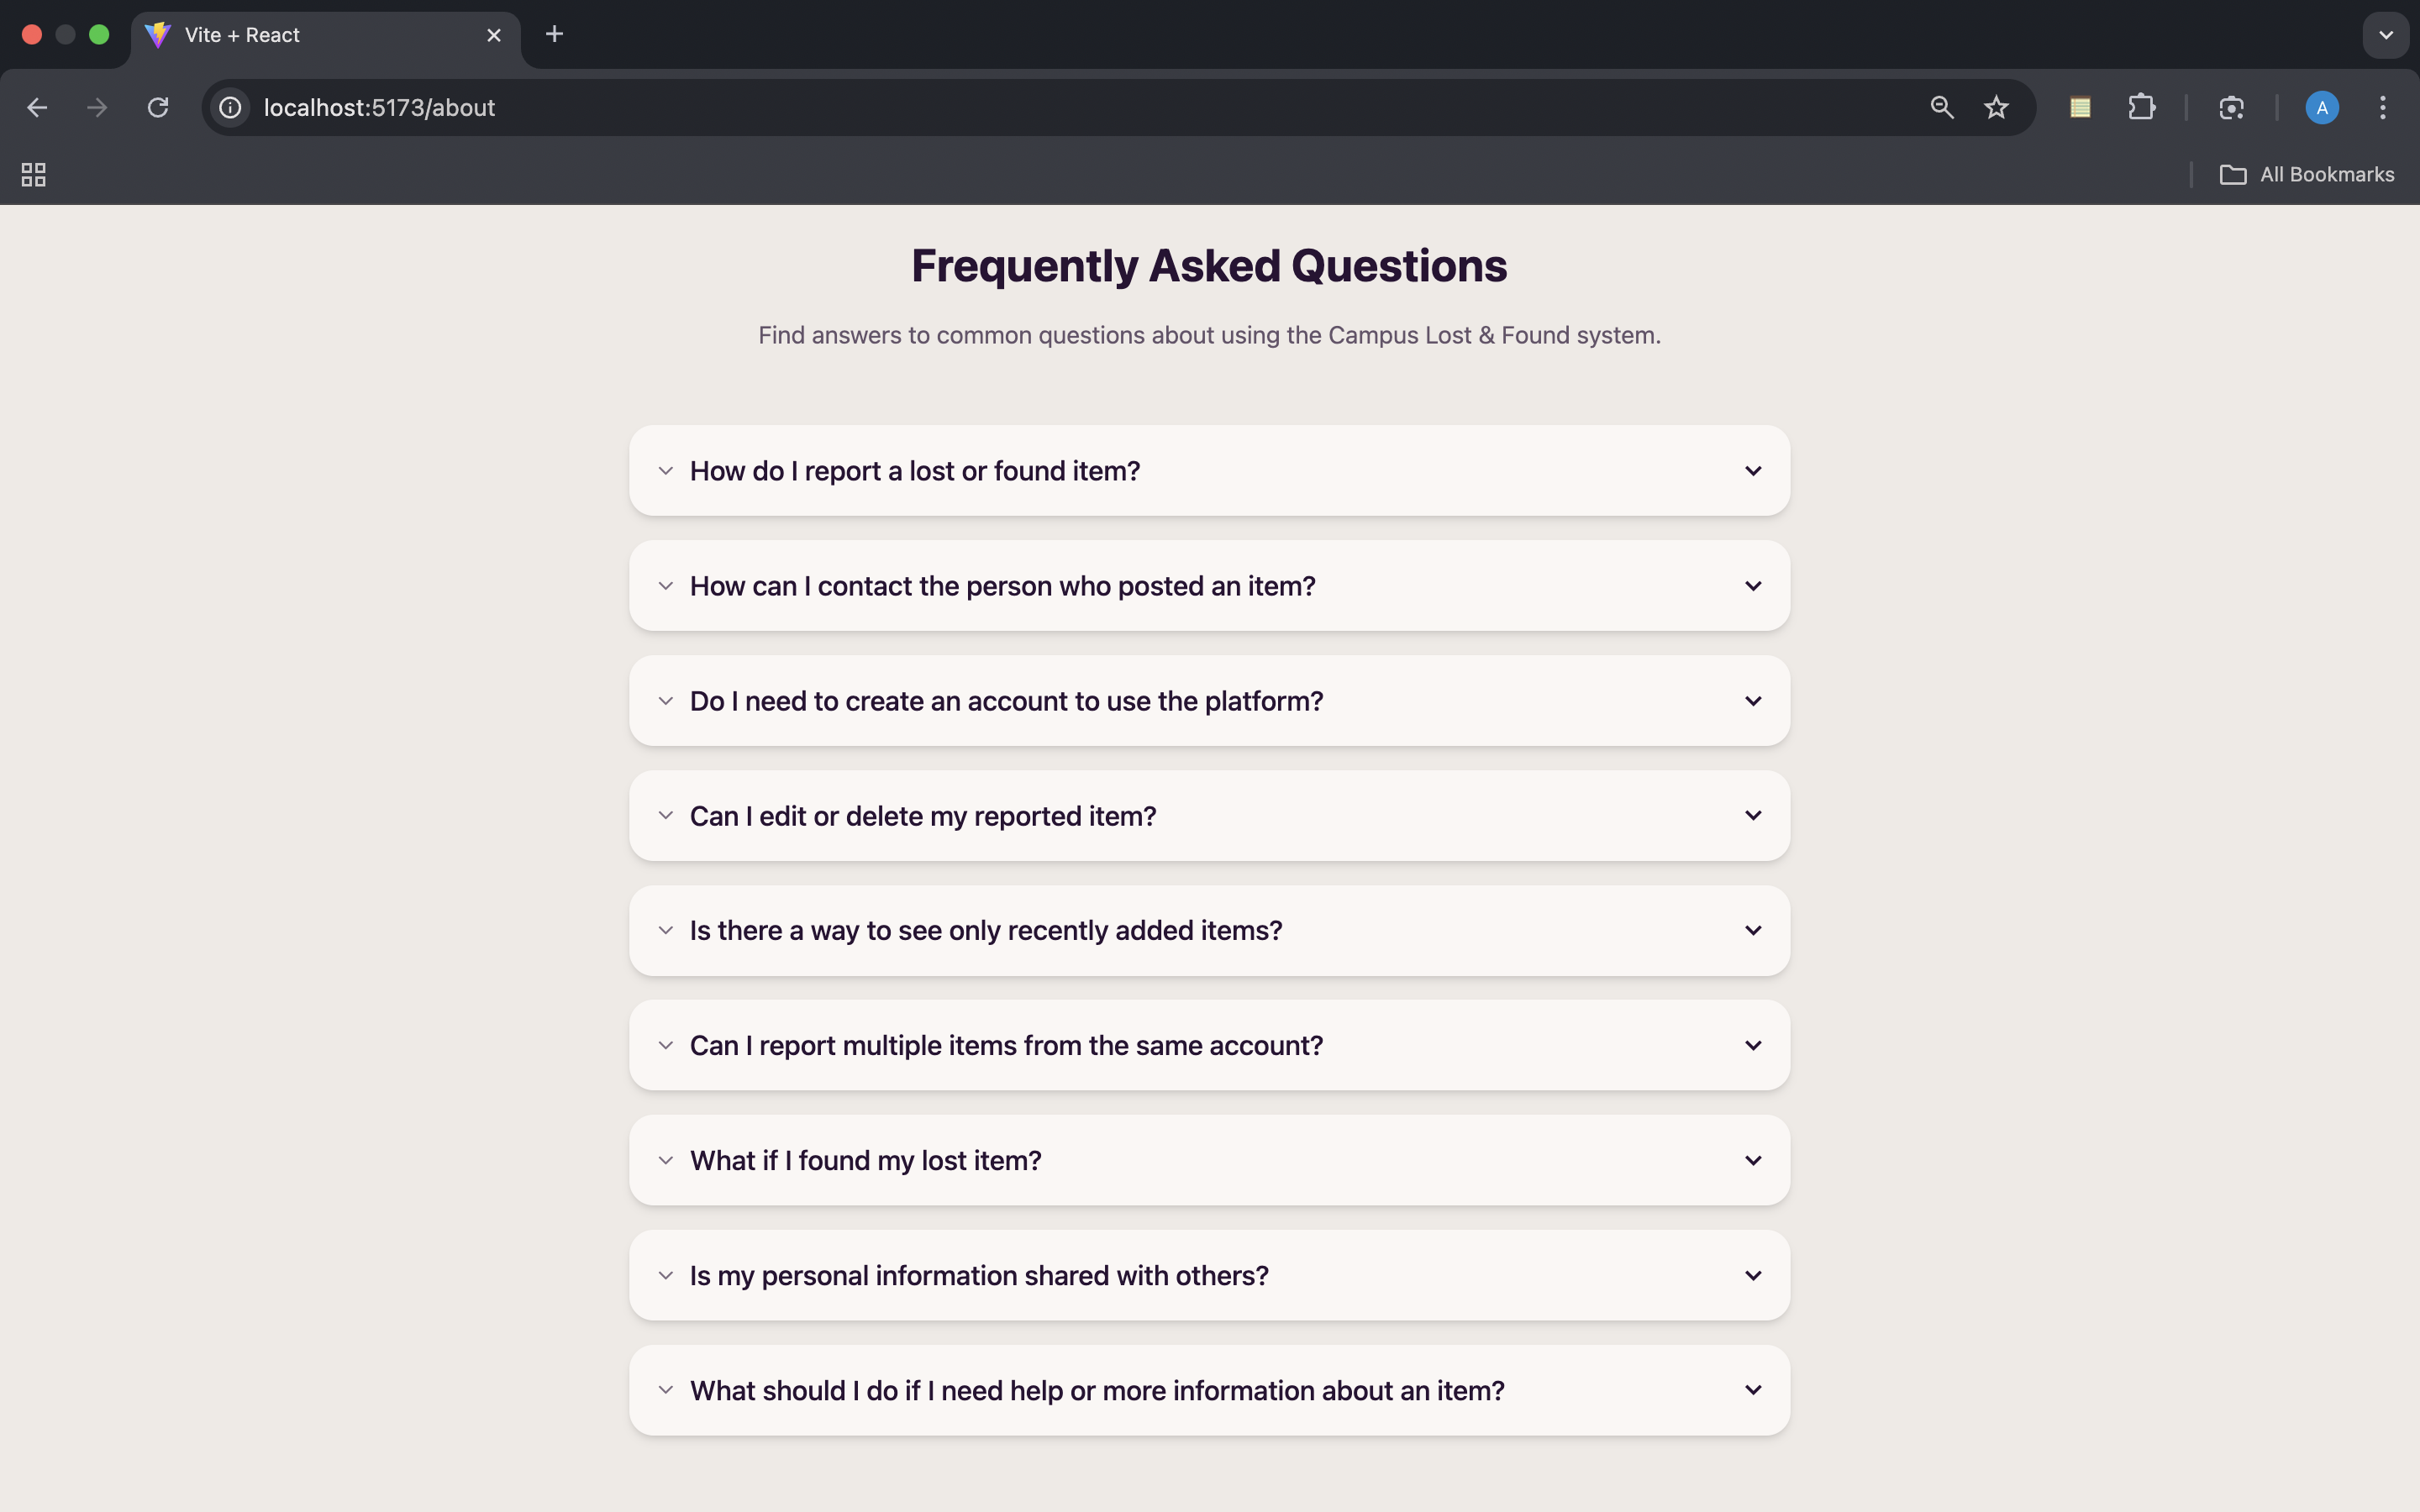 Vite + React
localhost:5173/about
A
All Bookmarks
Frequently Asked Questions
Find answers to common questions about using the Campus Lost & Found system.
How do I report a lost or found item?
How can I contact the person who posted an item?
Do I need to create an account to use the platform?
Can I edit or delete my reported item?
Is there a way to see only recently added items?
Can I report multiple items from the same account?
What if I found my lost item?
Is my personal information shared with others?
What should I do if I need help or more information about an item?